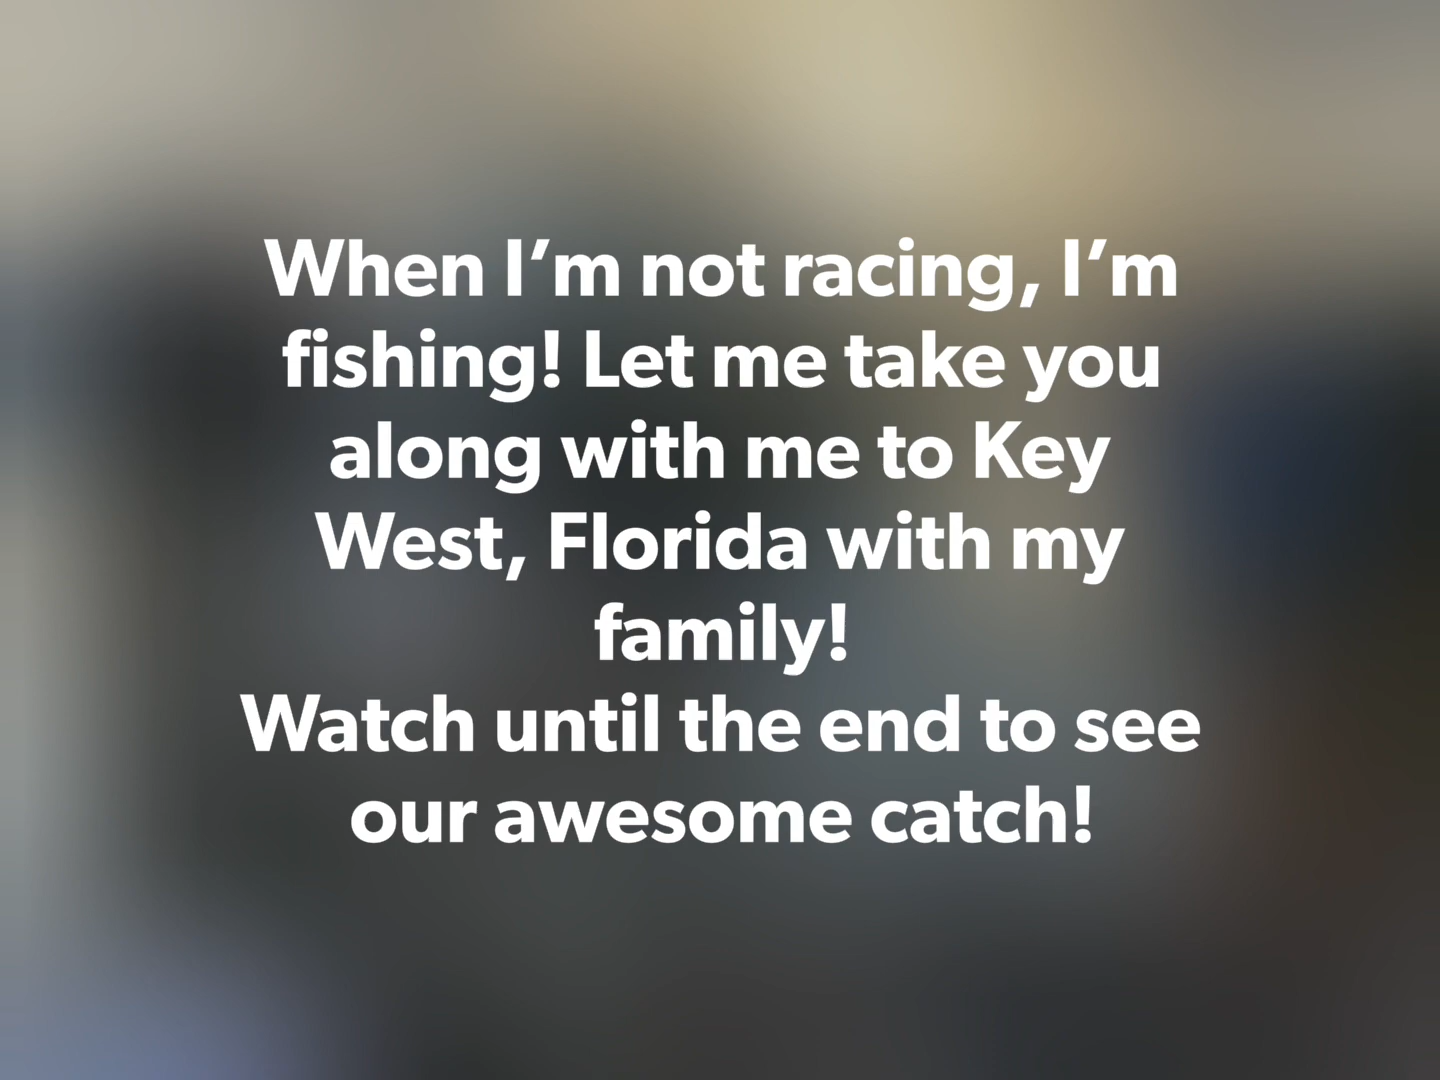 When I’m not racing, I’m
fishing! Let me take you
along with me to Key
West, Florida with my
family!
Watch until the end to see
our awesome catch!